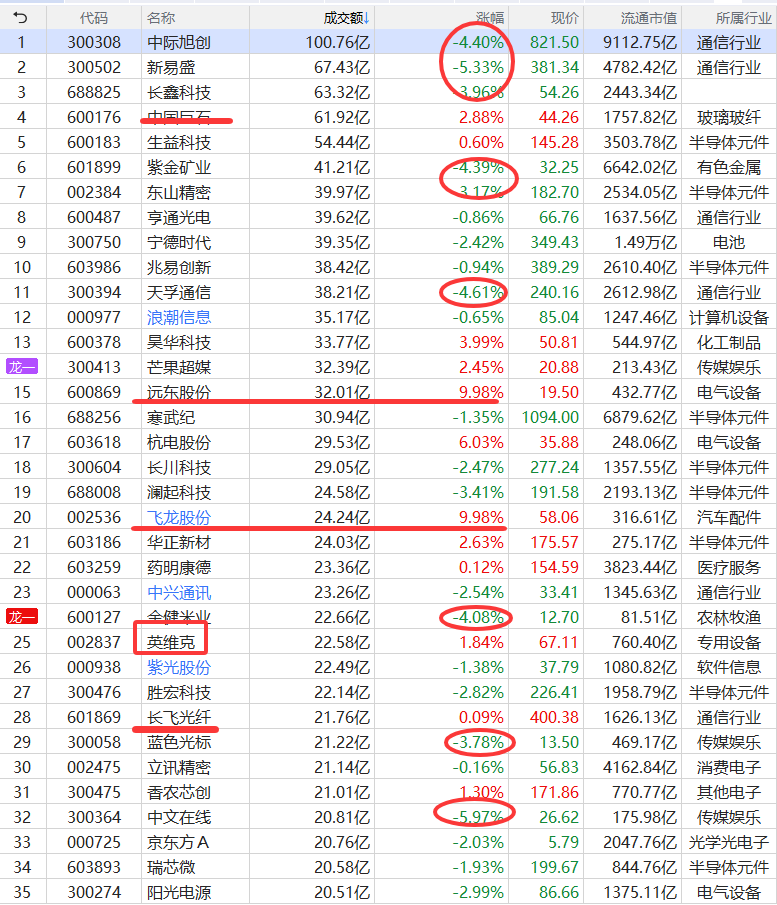 代码 名称 成交额↓ 涨幅 现价 流通市值 所属行业
1 300308 中际旭创 100.76亿 -4.40% 821.50 9112.75亿 通信行业
2 300502 新易盛 67.43亿 -5.33% 381.34 4782.42亿 通信行业
3 688825 长鑫科技 63.32亿 -3.96% 54.26 2443.34亿
4 600176 中国巨石 61.92亿 2.88% 44.26 1757.82亿 玻璃玻纤
5 600183 生益科技 54.44亿 0.60% 145.28 3503.78亿 半导体元件
6 601899 紫金矿业 41.21亿 -4.39% 32.25 6642.02亿 有色金属
7 002384 东山精密 39.97亿 -3.17% 182.70 2534.05亿 半导体元件
8 600487 亨通光电 39.62亿 -0.86% 66.76 1637.56亿 通信行业
9 300750 宁德时代 39.35亿 -2.42% 349.43 1.49万亿 电池
10 603986 兆易创新 38.42亿 -0.94% 389.29 2610.40亿 半导体元件
11 300394 天孚通信 38.21亿 -4.61% 240.16 2612.98亿 通信行业
12 000977 浪潮信息 35.17亿 -0.65% 85.04 1247.46亿 计算机设备
13 600378 昊华科技 33.77亿 3.99% 50.81 544.97亿 化工制品
龙一 300413 芒果超媒 32.39亿 2.45% 20.88 213.43亿 传媒娱乐
15 600869 远东股份 32.01亿 9.98% 19.50 432.77亿 电气设备
16 688256 寒武纪 30.94亿 -1.35% 1094.00 6879.62亿 半导体元件
17 603618 杭电股份 29.53亿 6.03% 35.88 248.06亿 电气设备
18 300604 长川科技 29.05亿 -2.47% 277.24 1357.55亿 半导体元件
19 688008 澜起科技 24.58亿 -3.41% 191.58 2193.13亿 半导体元件
20 002536 飞龙股份 24.24亿 9.98% 58.06 316.61亿 汽车配件
21 603186 华正新材 24.03亿 2.63% 175.57 275.17亿 半导体元件
22 603259 药明康德 23.36亿 0.12% 154.59 3823.44亿 医疗服务
23 000063 中兴通讯 23.26亿 -2.54% 33.41 1345.63亿 通信行业
龙一 600127 金健米业 22.66亿 -4.08% 12.70 81.51亿 农林牧渔
25 002837 英维克 22.58亿 1.84% 67.11 760.40亿 专用设备
26 000938 紫光股份 22.49亿 -1.38% 37.79 1080.82亿 软件信息
27 300476 胜宏科技 22.14亿 -2.82% 226.41 1958.79亿 半导体元件
28 601869 长飞光纤 21.76亿 0.09% 400.38 1626.13亿 通信行业
29 300058 蓝色光标 21.22亿 -3.78% 13.50 469.17亿 传媒娱乐
30 002475 立讯精密 21.14亿 -0.16% 56.83 4162.84亿 消费电子
31 300475 香农芯创 21.01亿 1.30% 171.86 770.77亿 其他电子
32 300364 中文在线 20.81亿 -5.97% 26.62 175.98亿 传媒娱乐
33 000725 京东方A 20.76亿 -2.03% 5.79 2047.76亿 光学光电子
34 603893 瑞芯微 20.58亿 -1.93% 199.67 844.76亿 半导体元件
35 300274 阳光电源 20.51亿 -2.99% 86.66 1375.11亿 电气设备